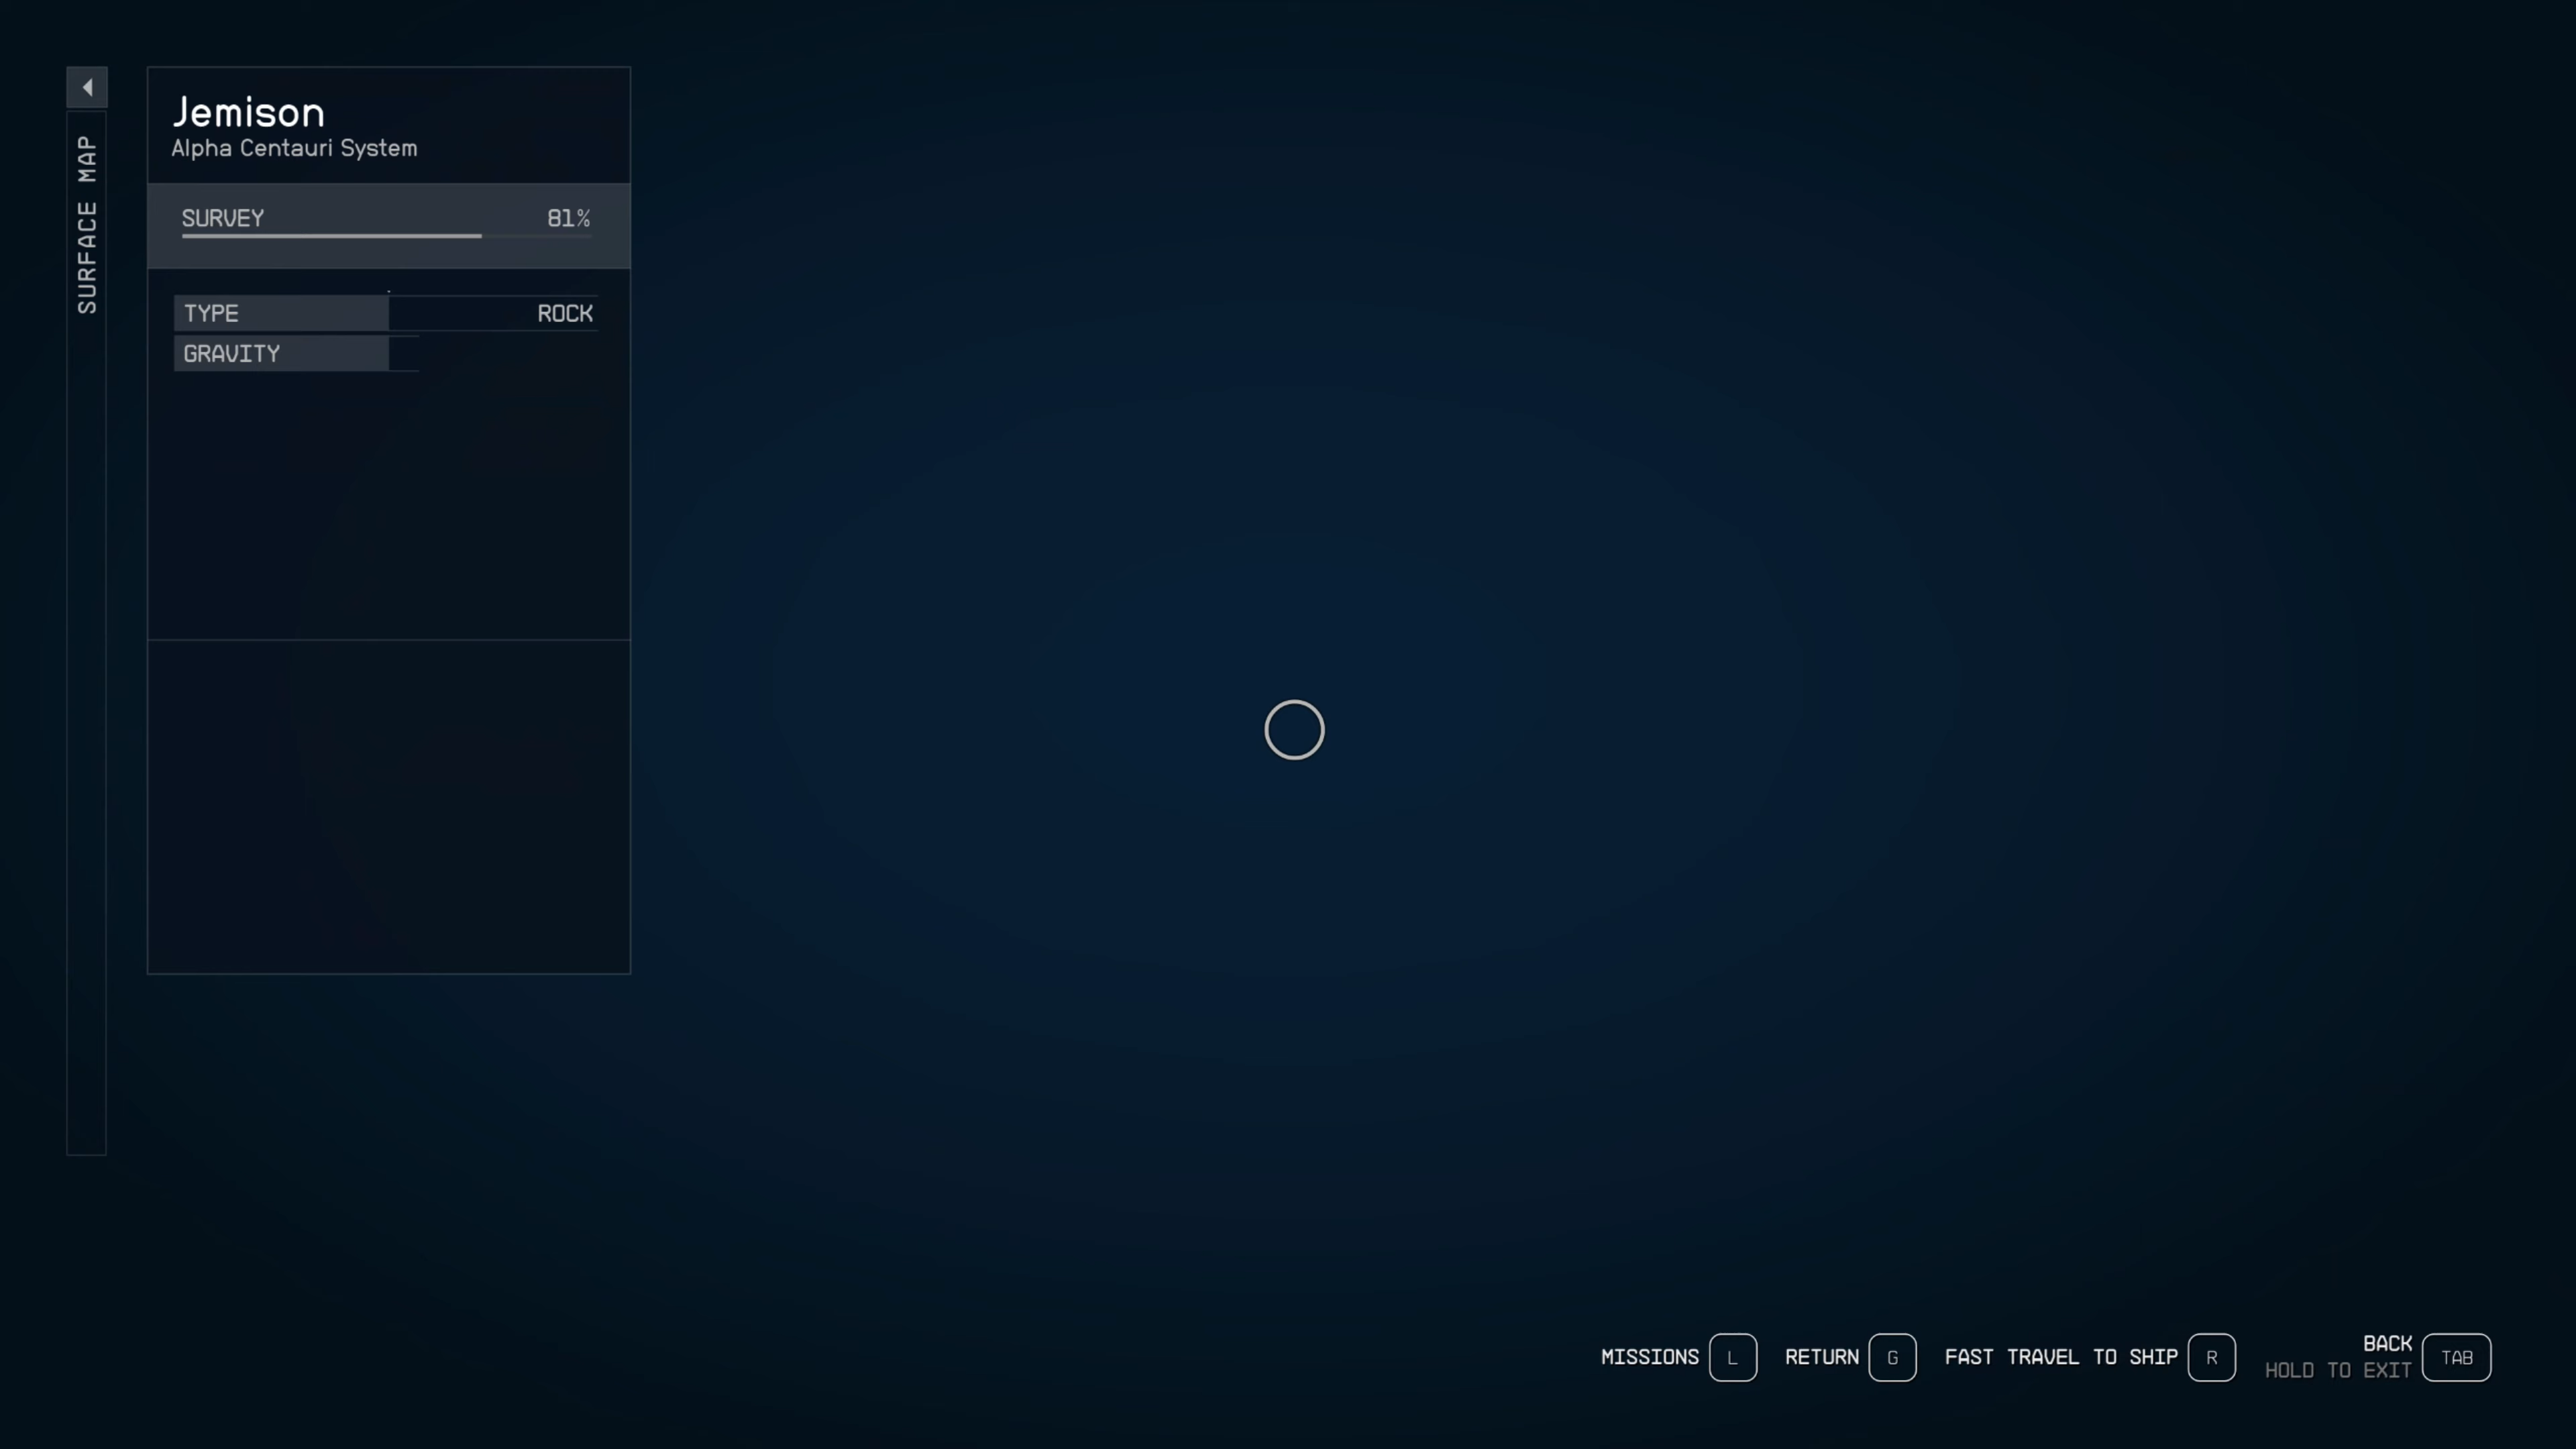 SURFACE MAP
Jemison
Alpha Centauri System
SURVEY 81%
TYPE ROCK
GRAVITY
MISSIONS L RETURN G FAST TRAVEL TO SHIP R BACK TAB
HOLD TO EXIT